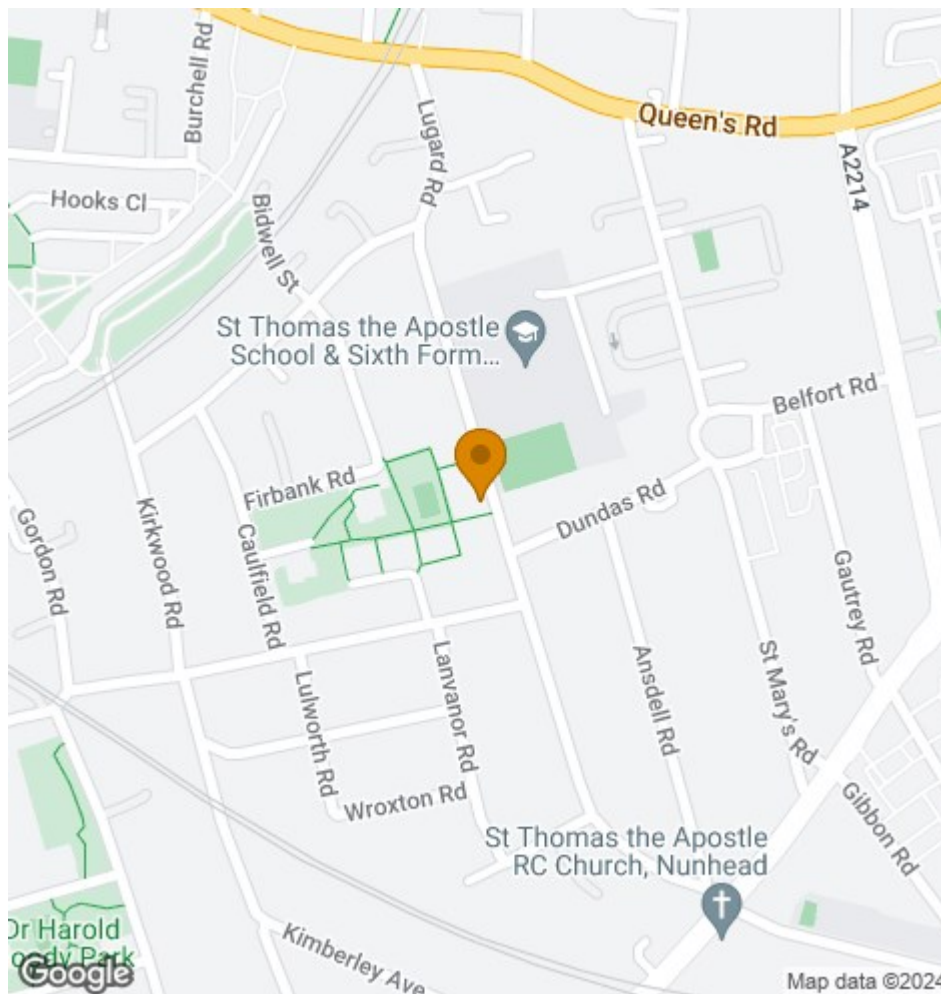 Burchell Rd
Lugard Rd
Queen's Rd
A2214
Hooks Cl
Bidwell St
St Thomas the Apostle
School & Sixth Form...
Belfort Rd
Firbank Rd
Dundas Rd
Gordon Rd
Kirkwood Rd
Caulfield Rd
Gautrey Rd
Lulworth Rd
Lanvanor Rd
Ansdell Rd
St Mary's Rd
Wroxton Rd
Gibbon Rd
St Thomas the Apostle
RC Church, Nunhead
Dr Harold
oody Park
Kimberley Ave
Google
Map data ©2024